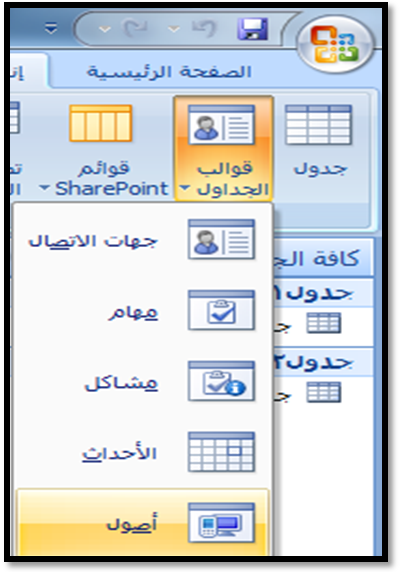 الصفحة الرئيسية
جدول
قوالب الجداول
قوائم SharePoint
جهات الاتصال
مهام
مشاكل
الأحداث
أصول
كافة الج
جدول١
جدول٢